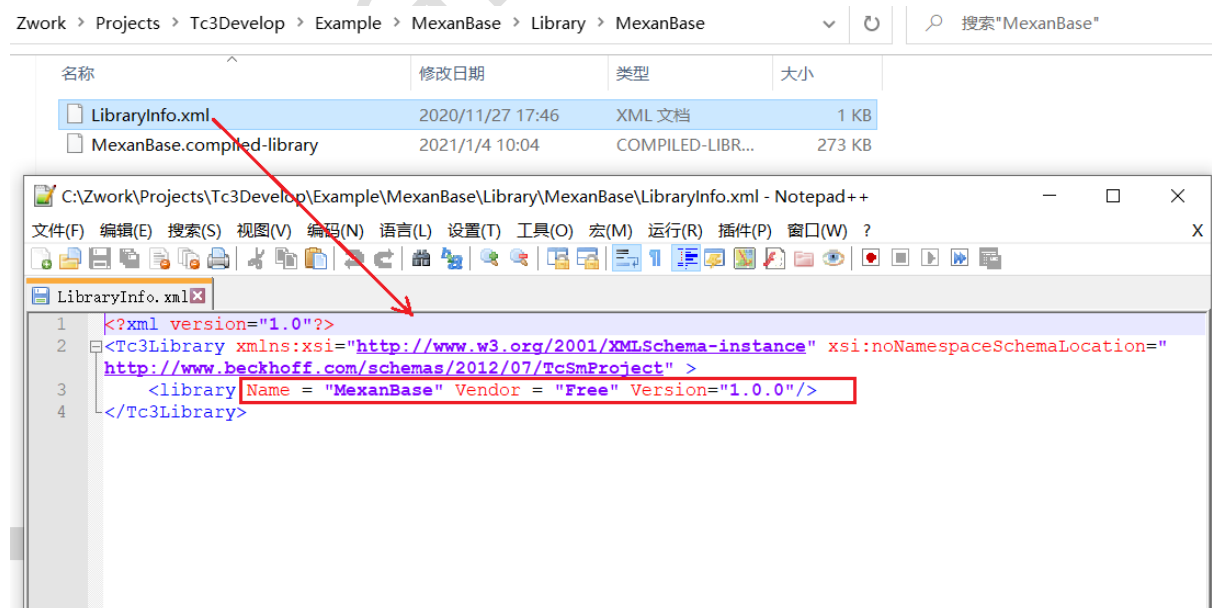 Zwork > Projects > Tc3Develop > Example > MexanBase > Library > MexanBase
搜索"MexanBase"
名称 修改日期 类型 大小
LibraryInfo.xml 2020/11/27 17:46 XML 文档 1 KB
MexanBase.compiled-library 2021/1/4 10:04 COMPILED-LIBR... 273 KB
C:\Zwork\Projects\Tc3Develop\Example\MexanBase\Library\MexanBase\LibraryInfo.xml - Notepad++
文件(F) 编辑(E) 搜索(S) 视图(V) 编码(N) 语言(L) 设置(T) 工具(O) 宏(M) 运行(R) 插件(P) 窗口(W) ? X
LibraryInfo.xml
1 <?xml version="1.0"?>
2 <Tc3Library xmlns:xsi="http://www.w3.org/2001/XMLSchema-instance" xsi:noNamespaceSchemaLocation="
http://www.beckhoff.com/schemas/2012/07/TcSmProject" >
3 <library Name = "MexanBase" Vendor = "Free" Version="1.0.0"/>
4 </Tc3Library>